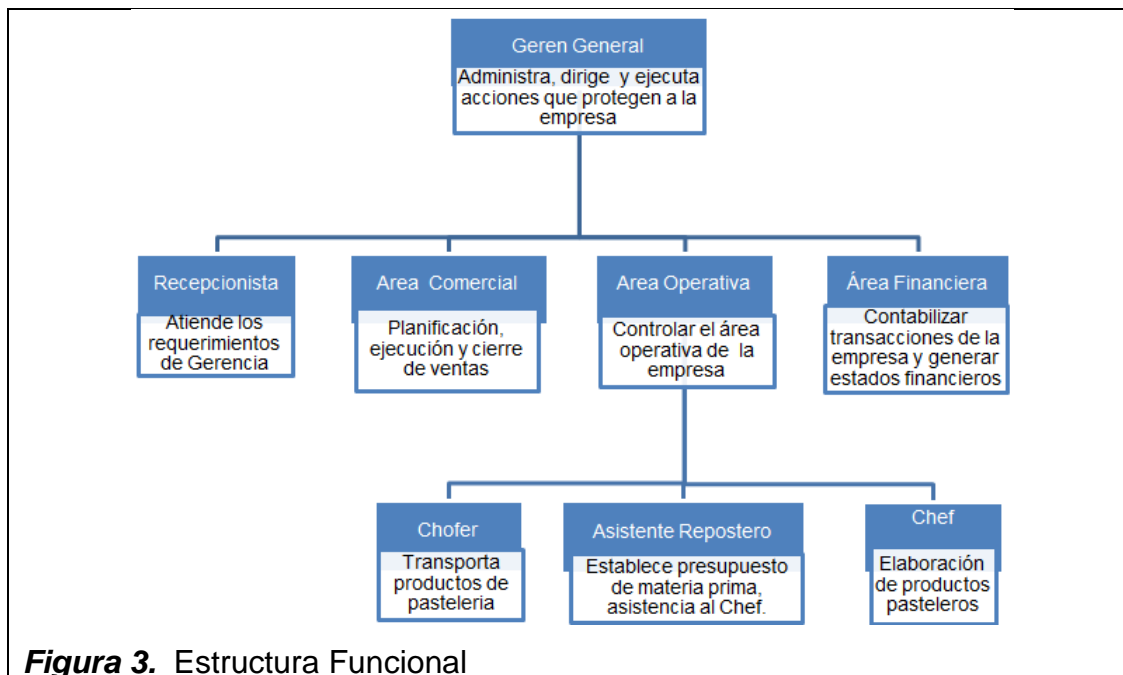 Geren General
Administra, dirige y ejecuta
acciones que protegen a la
empresa
Recepcionista
Atiende los
requerimientos
de Gerencia
Area Comercial
Planificación,
ejecución y cierre
de ventas
Area Operativa
Controlar el área
operativa de la
empresa
Área Financiera
Contabilizar
transacciones de la
empresa y generar
estados financieros
Chofer
Transporta
productos de
pasteleria
Asistente Repostero
Establece presupuesto
de materia prima,
asistencia al Chef.
Chef
Elaboración
de productos
pasteleros
Figura 3. Estructura Funcional